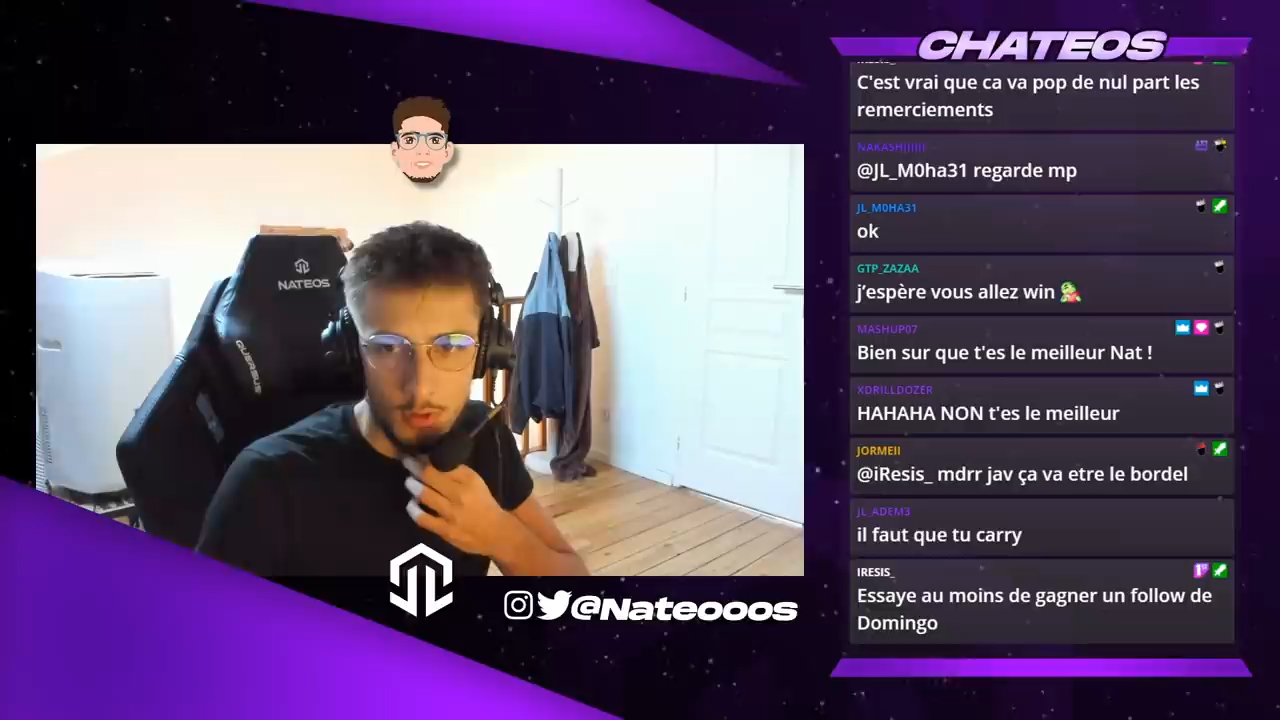 CHATEOS
C'est vrai que ca va pop de nul part les
remerciements
@JL_M0ha31 regarde mp
JL_M0HA31
ok
GTP_ZAZAA
j'espère vous allez win
MASHUP07
Bien sur que t'es le meilleur Nat !
XDRILLDOZER
HAHAHA NON t'es le meilleur
JORMEII
@iResis_ mdrr jav ça va etre le bordel
JL_ADEM3
il faut que tu carry
IRESIS_
Essaye au moins de gagner un follow de
Domingo
NATEOS
QUERSUS
@Nateooos